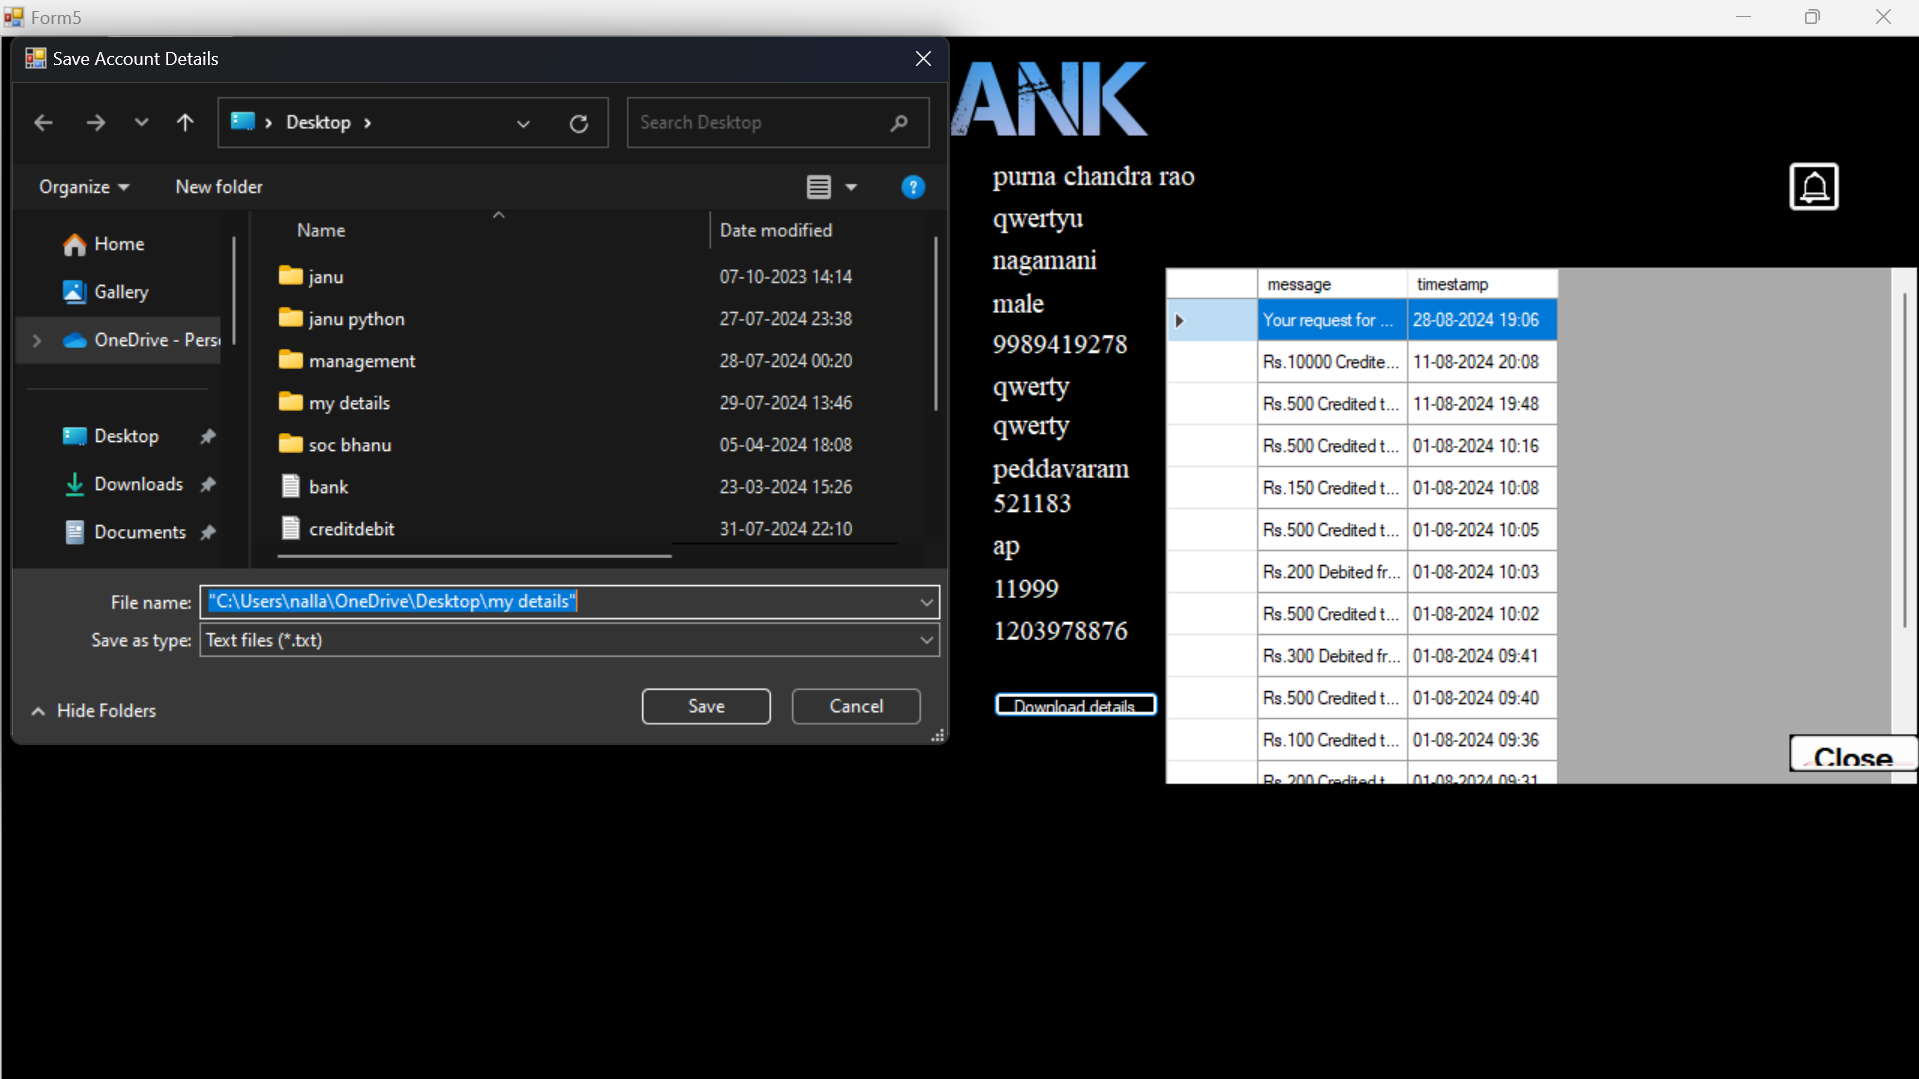 Form5
Save Account Details
Desktop
Search Desktop
Organize
New folder
Name
Date modified
Home
Gallery
OneDrive - Pers
Desktop
Downloads
Documents
janu
07-10-2023 14:14
janu python
27-07-2024 23:38
management
28-07-2024 00:20
my details
29-07-2024 13:46
soc bhanu
05-04-2024 18:08
bank
23-03-2024 15:26
creditdebit
31-07-2024 22:10
File name: "C:\Users\nalla\OneDrive\Desktop\my details"
Save as type: Text files (*.txt)
Hide Folders
Save
Cancel
ANK
purna chandra rao
qwertyu
nagamani
male
9989419278
qwerty
qwerty
peddavaram
521183
ap
11999
1203978876
Download details
message timestamp
Your request for ... 28-08-2024 19:06
Rs.10000 Credite... 11-08-2024 20:08
Rs.500 Credited t... 11-08-2024 19:48
Rs.500 Credited t... 01-08-2024 10:16
Rs.150 Credited t... 01-08-2024 10:08
Rs.500 Credited t... 01-08-2024 10:05
Rs.200 Debited fr... 01-08-2024 10:03
Rs.500 Credited t... 01-08-2024 10:02
Rs.300 Debited fr... 01-08-2024 09:41
Rs.500 Credited t... 01-08-2024 09:40
Rs.100 Credited t... 01-08-2024 09:36
Rs.200 Credited t... 01-08-2024 09:31
Close